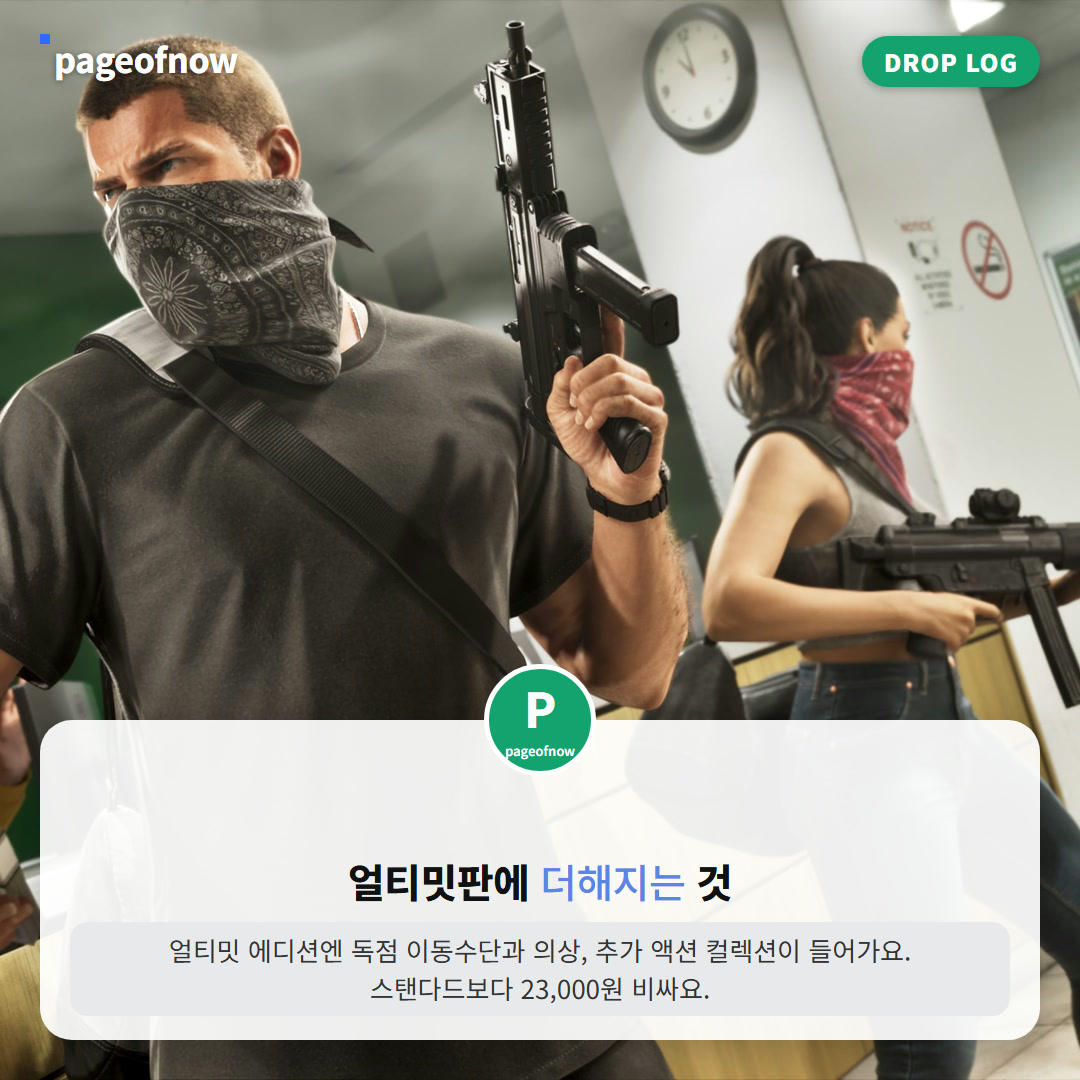 pageofnow
DROP LOG
NOTICE
P
pageofnow
얼티밋판에 더해지는 것
얼티밋 에디션엔 독점 이동수단과 의상, 추가 액션 컬렉션이 들어가요.
스탠다드보다 23,000원 비싸요.